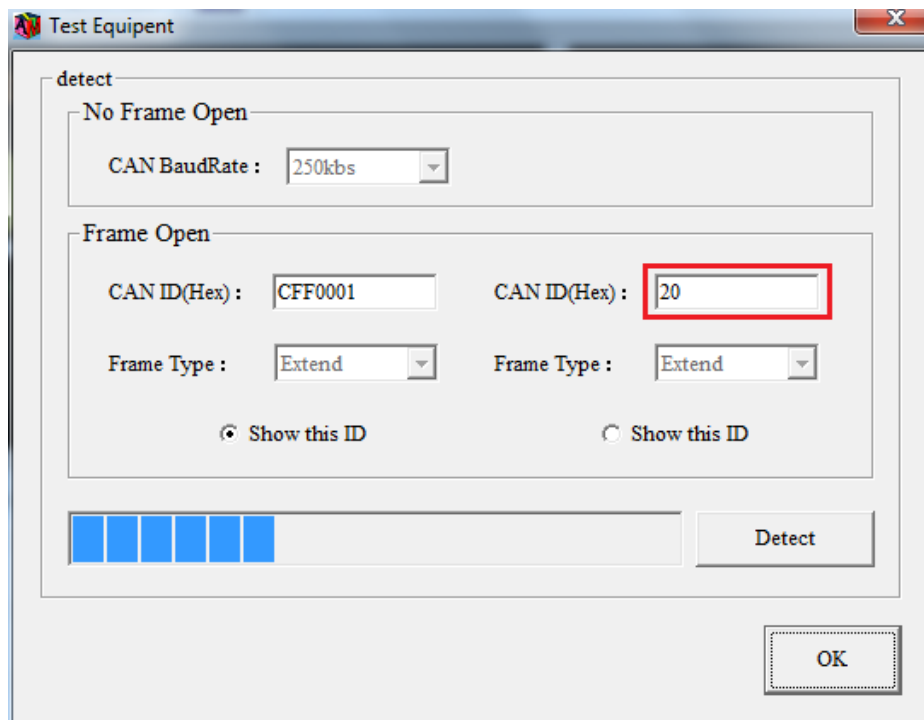 Test Equipent
detect
No Frame Open
CAN BaudRate : 250kbs
Frame Open
CAN ID(Hex) : CFF0001 CAN ID(Hex) : 20
Frame Type : Extend Frame Type : Extend
Show this ID Show this ID
Detect
OK